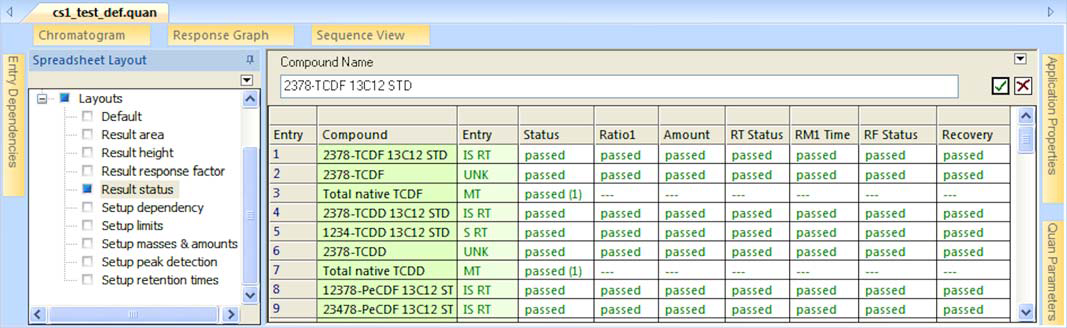 cs1_test_def.quan
Chromatogram Response Graph Sequence View
Entry Dependencies
Spreadsheet Layout
Layouts
Default
Result area
Result height
Result response factor
Result status
Setup dependency
Setup limits
Setup masses & amounts
Setup peak detection
Setup retention times
Compound Name
2378-TCDF 13C12 STD
Entry Compound Entry Status Ratio1 Amount RT Status RM1 Time RF Status Recovery
1 2378-TCDF 13C12 STD IS RT passed passed passed passed passed passed passed
2 2378-TCDF UNK passed passed passed passed passed passed passed
3 Total native TCDF MT passed (1) --- --- --- --- --- ---
4 2378-TCDD 13C12 STD IS RT passed passed passed passed passed passed passed
5 1234-TCDD 13C12 STD S RT passed passed passed passed passed passed passed
6 2378-TCDD UNK passed passed passed passed passed passed passed
7 Total native TCDD MT passed (1) --- --- --- --- --- ---
8 12378-PeCDF 13C12 ST IS RT passed passed passed passed passed passed passed
9 23478-PeCDF 13C12 ST IS RT passed passed passed passed passed passed passed
Application Properties
Quan Parameters